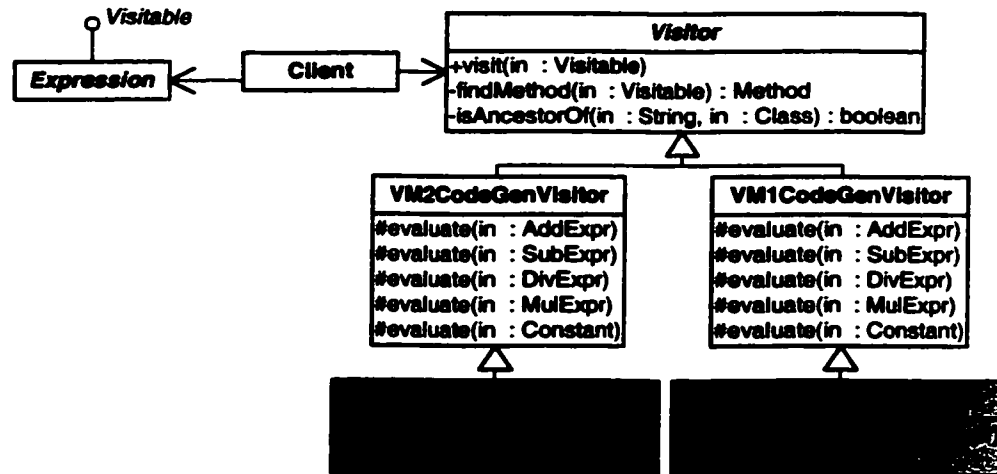 Visitable
Expression
Client
Visitor
+visit(in : Visitable)
-findMethod(in : Visitable) : Method
-isAncestorOf(in : String, in : Class) : boolean
VM2CodeGenVisitor
#evaluate(in : AddExpr)
#evaluate(in : SubExpr)
#evaluate(in : DivExpr)
#evaluate(in : MulExpr)
#evaluate(in : Constant)
VM1CodeGenVisitor
#evaluate(in : AddExpr)
#evaluate(in : SubExpr)
#evaluate(in : DivExpr)
#evaluate(in : MulExpr)
#evaluate(in : Constant)